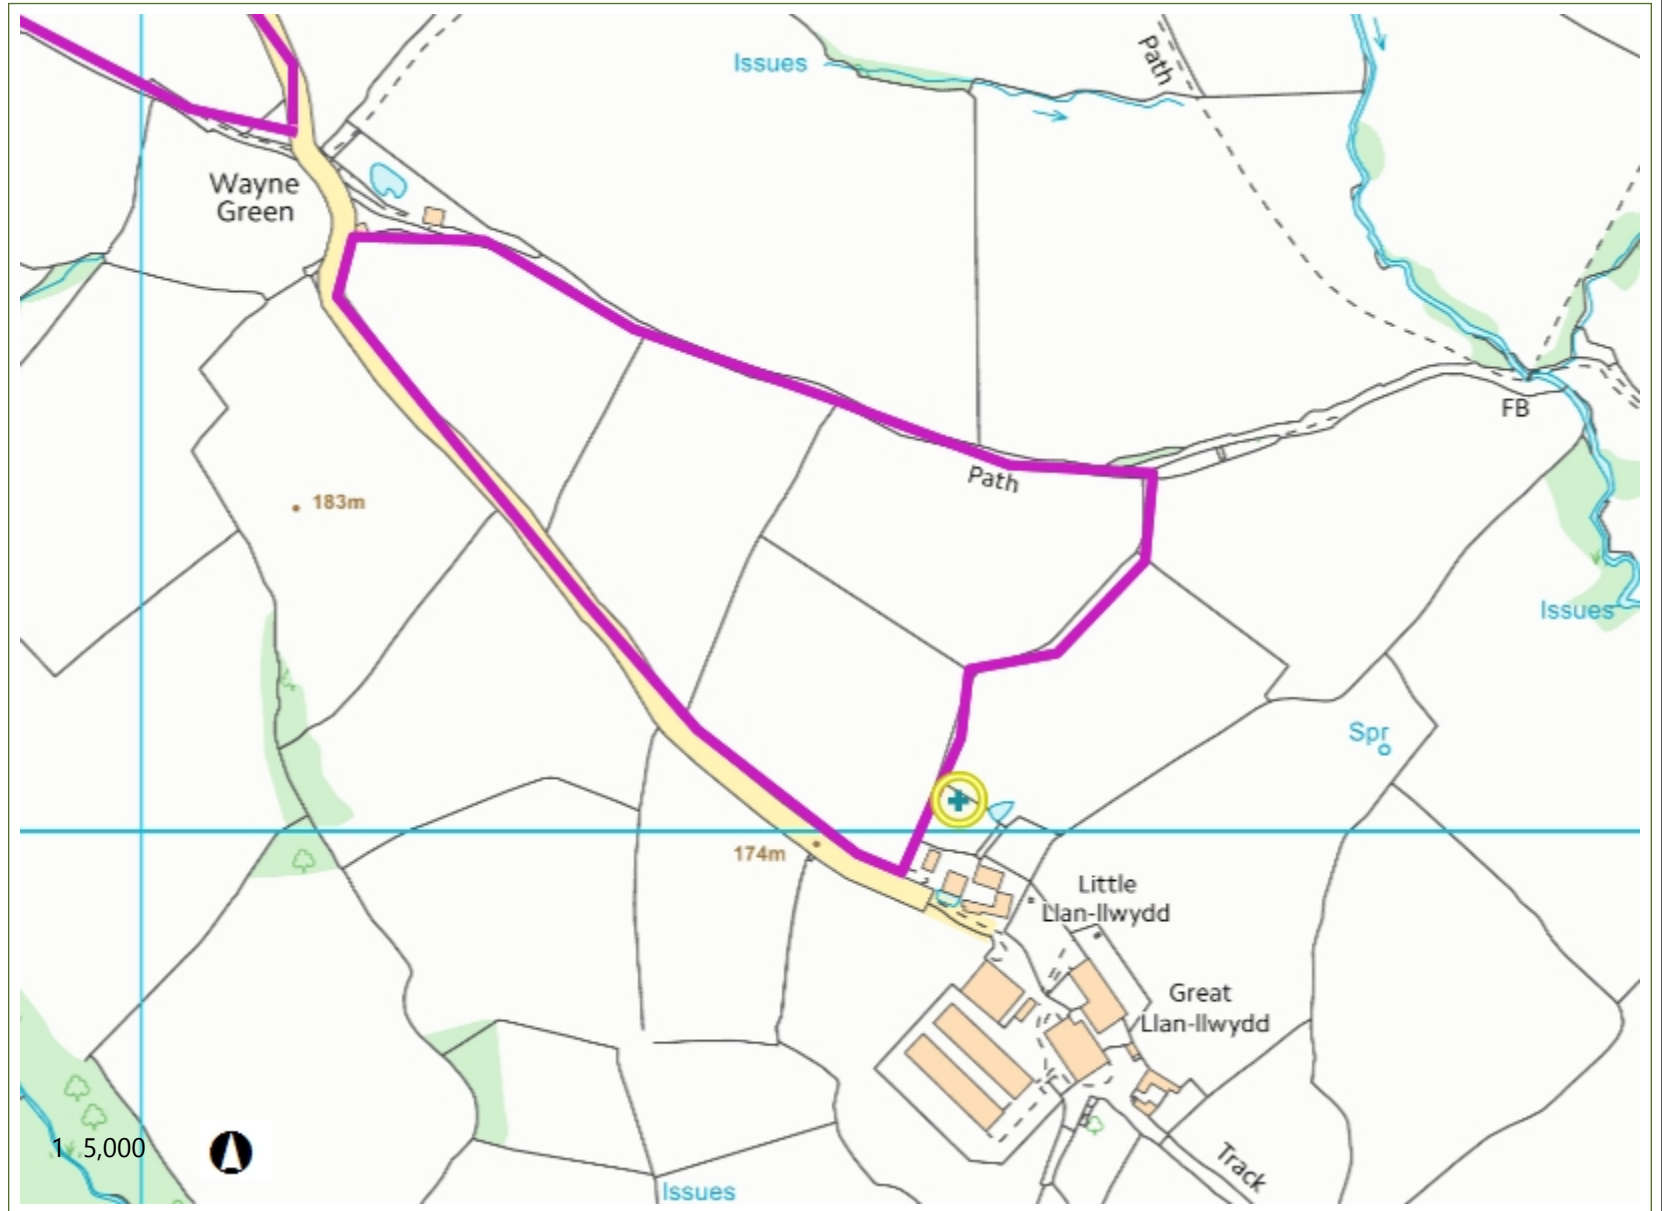 Issues
Path
Wayne
Green
FB
Path
183m
Issues
Spr
174m
Little
Llan-llwydd
Great
Llan-llwydd
1 5,000
Track
Issues